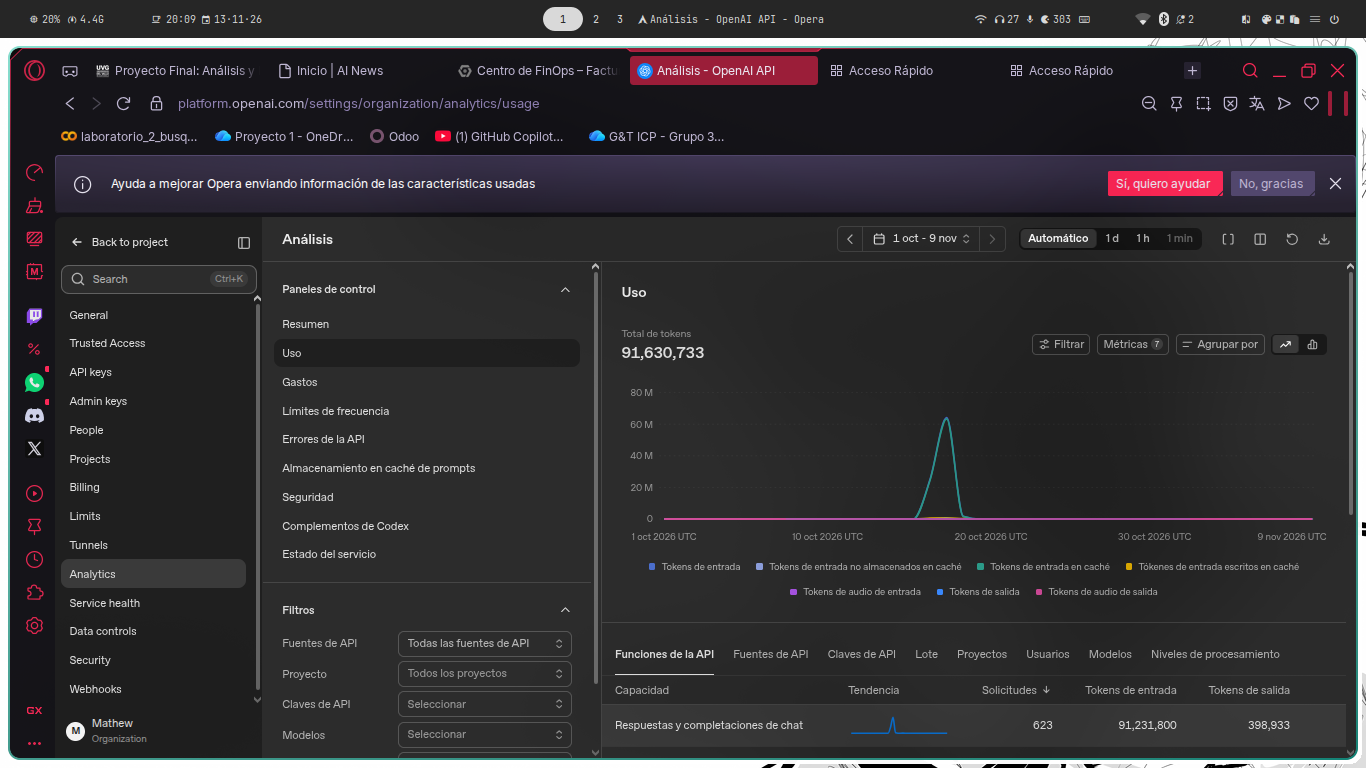 20% 4.4G 20:09 13-11-26 1 2 3 Análisis - OpenAI API - Opera 27 303 2
Proyecto Final: Análisis y Inicio | AI News Centro de FinOps – Factu Análisis - OpenAI API Acceso Rápido Acceso Rápido
platform.openai.com/settings/organization/analytics/usage
laboratorio_2_busq... Proyecto 1 - OneDr... Odoo (1) GitHub Copilot... G&T ICP - Grupo 3...
Ayuda a mejorar Opera enviando información de las características usadas Sí, quiero ayudar No, gracias
Back to project
Search Ctrl+K
General
Trusted Access
API keys
Admin keys
People
Projects
Billing
Limits
Tunnels
Analytics
Service health
Data controls
Security
Webhooks
M Mathew
Organization
GX
Análisis 1 oct - 9 nov Automático 1 d 1 h 1 min
Paneles de control
Resumen
Uso
Gastos
Límites de frecuencia
Errores de la API
Almacenamiento en caché de prompts
Seguridad
Complementos de Codex
Estado del servicio
Filtros
Fuentes de API Todas las fuentes de API
Proyecto Todos los proyectos
Claves de API Seleccionar
Modelos Seleccionar
Uso
Total de tokens
91,630,733
Filtrar Métricas 7 Agrupar por
80 M
60 M
40 M
20 M
0
1 oct 2026 UTC 10 oct 2026 UTC 20 oct 2026 UTC 30 oct 2026 UTC 9 nov 2026 UTC
Tokens de entrada Tokens de entrada no almacenados en caché Tokens de entrada en caché Tókenes de entrada escritos en caché
Tokens de audio de entrada Tokens de salida Tokens de audio de salida
Funciones de la API Fuentes de API Claves de API Lote Proyectos Usuarios Modelos Niveles de procesamiento
Capacidad Tendencia Solicitudes Tokens de entrada Tokens de salida
Respuestas y completaciones de chat 623 91,231,800 398,933